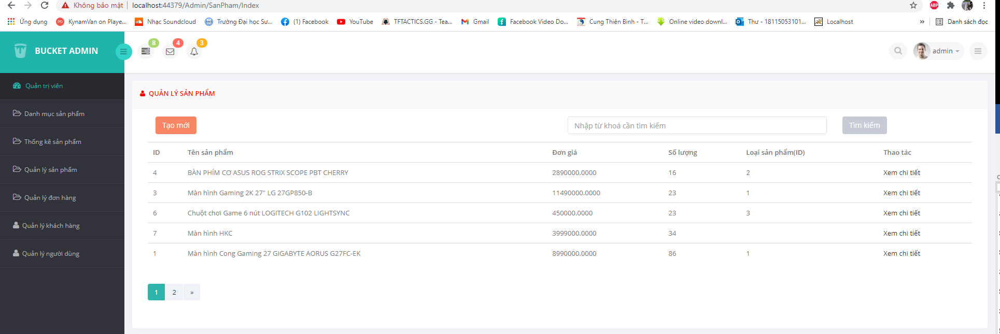 Không bảo mật localhost:44379/Admin/SanPham/Index ABP
Ứng dụng PD KynamVan on Playe... Nhạc Soundcloud Trường Đại học Sư... (1) Facebook YouTube TFTACTICS.GG - Tea... Gmail Facebook Video Do... Cung Thiên Bình - T... Online video downl... Thư - 18115053101... Localhost » Danh sách đọc
BUCKET ADMIN 8 4 3 admin
Quản trị viên
Danh mục sản phẩm
Thống kê sản phẩm
Quản lý sản phẩm
Quản lý đơn hàng
Quản lý khách hàng
Quản lý người dùng
QUẢN LÝ SẢN PHẨM
Tạo mới Nhập từ khoá cần tìm kiếm Tìm kiếm
ID Tên sản phẩm Đơn giá Số lượng Loại sản phẩm(ID) Thao tác
4 BÀN PHÍM CƠ ASUS ROG STRIX SCOPE PBT CHERRY 2890000.0000 16 2 Xem chi tiết
3 Màn hình Gaming 2K 27" LG 27GP850-B 11490000.0000 23 1 Xem chi tiết
6 Chuột chơi Game 6 nút LOGITECH G102 LIGHTSYNC 450000.0000 23 3 Xem chi tiết
7 Màn hình HKC 3999000.0000 34 Xem chi tiết
1 Màn hình Cong Gaming 27 GIGABYTE AORUS G27FC-EK 8990000.0000 86 1 Xem chi tiết
1 2 »